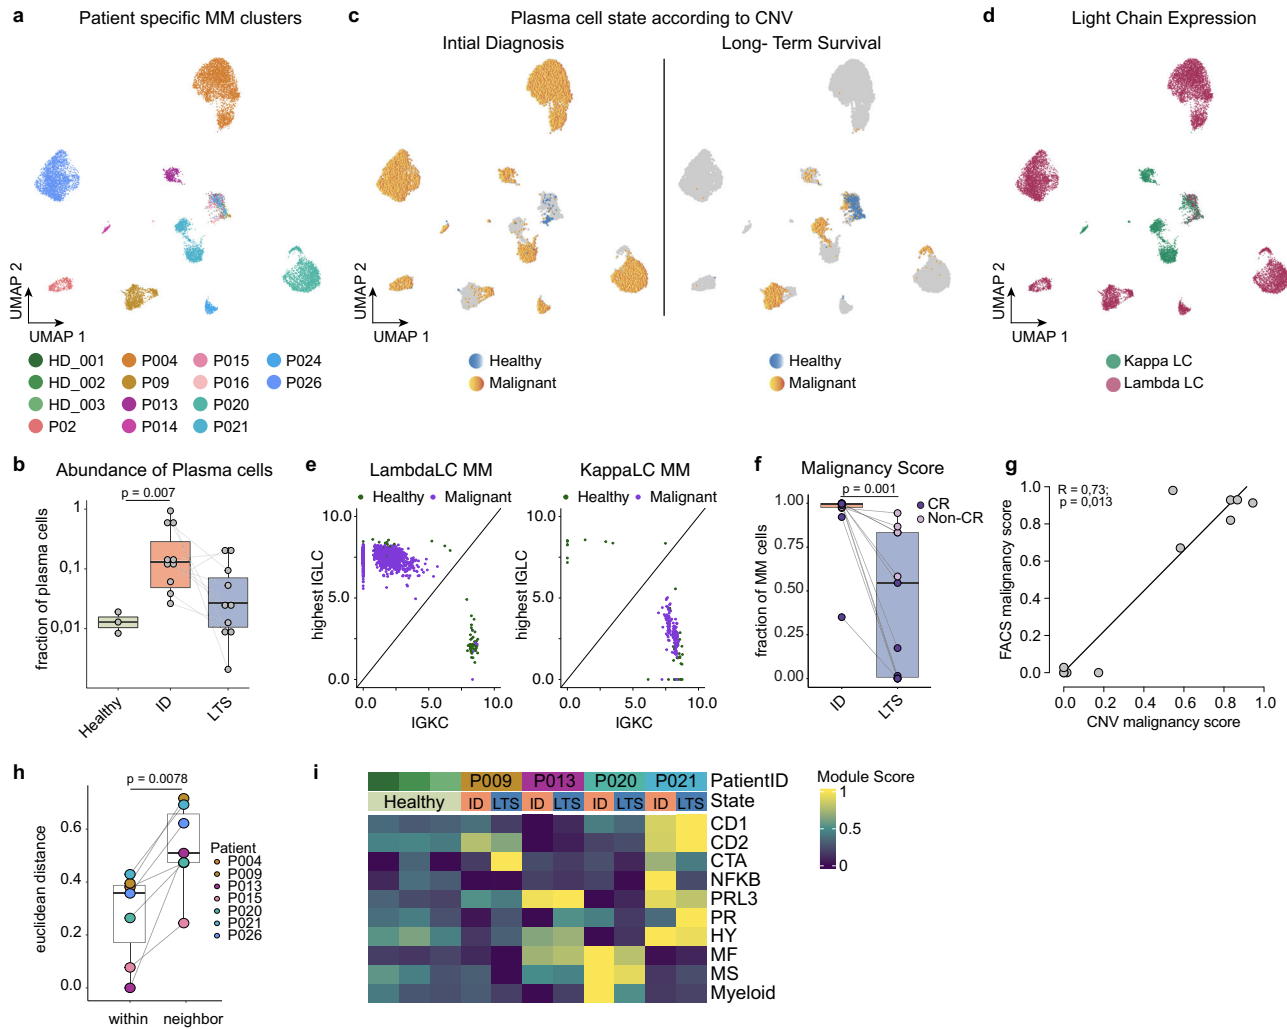 a Patient specific MM clusters
UMAP 2
UMAP 1
HD_001 P004 P015 P024
HD_002 P09 P016 P026
HD_003 P013 P020
P02 P014 P021
c Plasma cell state according to CNV
Intial Diagnosis Long- Term Survival
UMAP 2
UMAP 1
Healthy Healthy
Malignant Malignant
d Light Chain Expression
UMAP 2
UMAP 1
Kappa LC
Lambda LC
b Abundance of Plasma cells
p = 0.007
fraction of plasma cells
1
0,1
0,01
Healthy ID LTS
e LambdaLC MM KappaLC MM
Healthy Malignant Healthy Malignant
highest IGLC
10.0
5.0
0.0
0.0 5.0 10.0
IGKC
highest IGLC
10.0
5.0
0.0
0.0 5.0 10.0
IGKC
f Malignancy Score
p = 0.001
CR
Non-CR
fraction of MM cells
1.00
0.75
0.50
0.25
0.00
ID LTS
g
R = 0,73;
p = 0,013
FACS malignancy score
1.0
0.8
0.6
0.4
0.2
0.0
0.0 0.2 0.4 0.6 0.8 1.0
CNV malignancy score
h
p = 0.0078
euclidean distance
0.6
0.4
0.2
0.0
within neighbor
Patient
P004
P009
P013
P015
P020
P021
P026
i
P009 P013 P020 P021 PatientID
Healthy ID LTS ID LTS ID LTS ID LTS State
CD1
CD2
CTA
NFKB
PRL3
PR
HY
MF
MS
Myeloid
Module Score
1
0.5
0